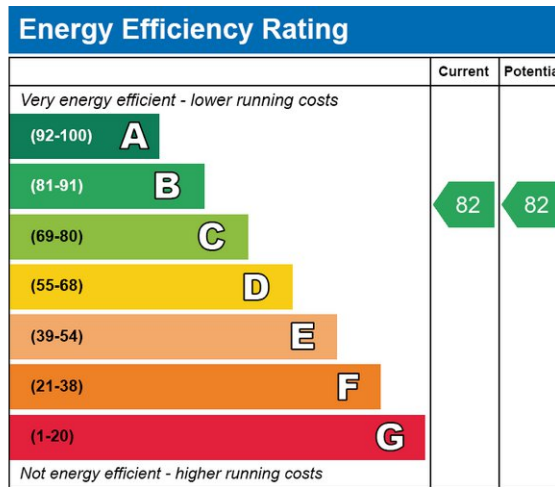 Energy Efficiency Rating
Current Potentia
Very energy efficient - lower running costs
(92-100) A
(81-91) B 82 82
(69-80) C
(55-68) D
(39-54) E
(21-38) F
(1-20) G
Not energy efficient - higher running costs